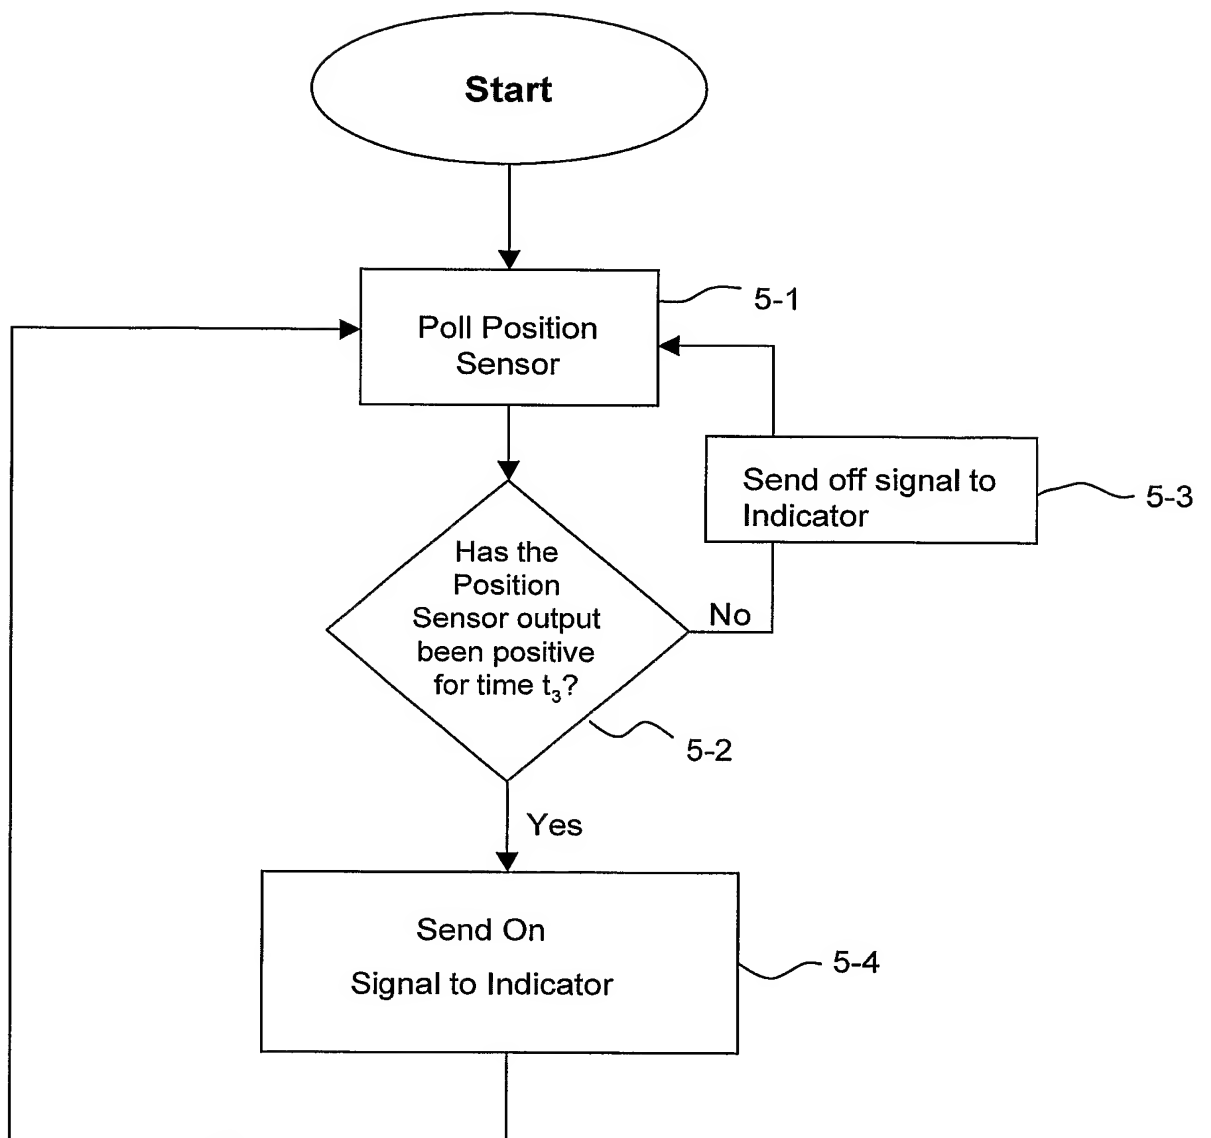 Start
5-1
Poll Position
Sensor
Send off signal to
Indicator
5-3
Has the
Position
Sensor output
been positive
for time t₃?
No
5-2
Yes
Send On
Signal to Indicator
5-4